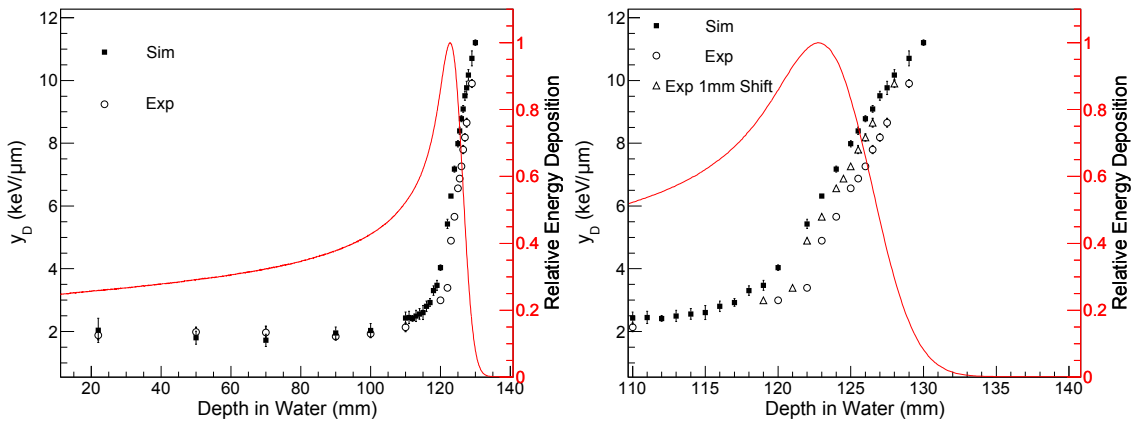 12
10
8
6
4
2
y_D (keV/μm)
Sim
Exp
1
0.8
0.6
0.4
0.2
0
Relative Energy Deposition
20 40 60 80 100 120 140
Depth in Water (mm)
12
10
8
6
4
2
y_D (keV/μm)
Sim
Exp
Exp 1mm Shift
1
0.8
0.6
0.4
0.2
0
Relative Energy Deposition
110 115 120 125 130 135 140
Depth in Water (mm)